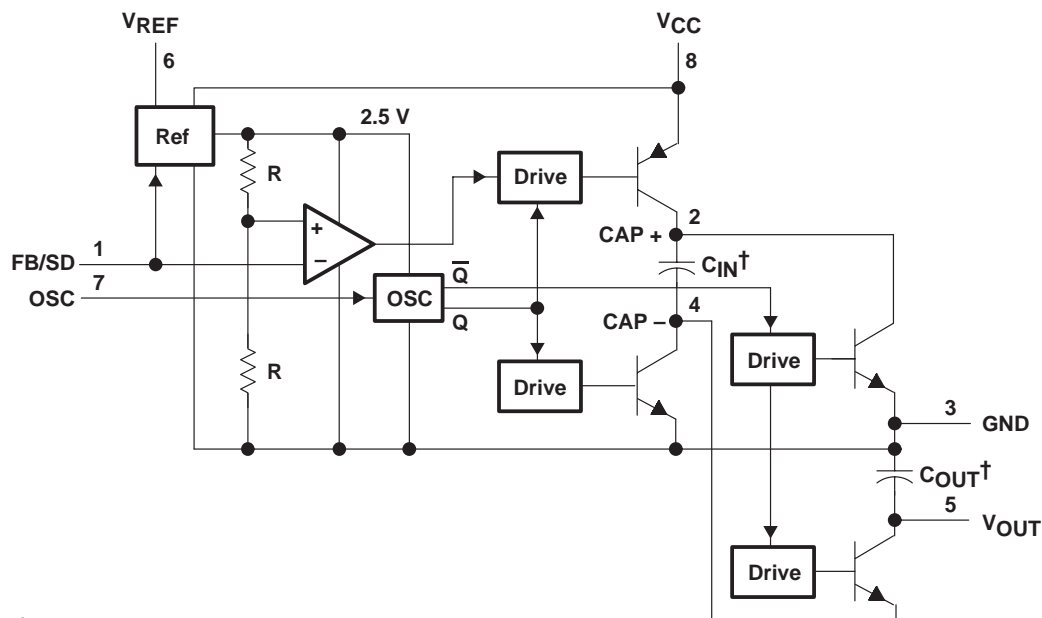 VREF
6
VCC
8
Ref
2.5 V
R
Drive
+
−
2
CAP +
CIN†
FB/SD
1
OSC
7
OSC
Q̅
Q
CAP −
4
R
Drive
Drive
3
GND
COUT†
5
VOUT
Drive